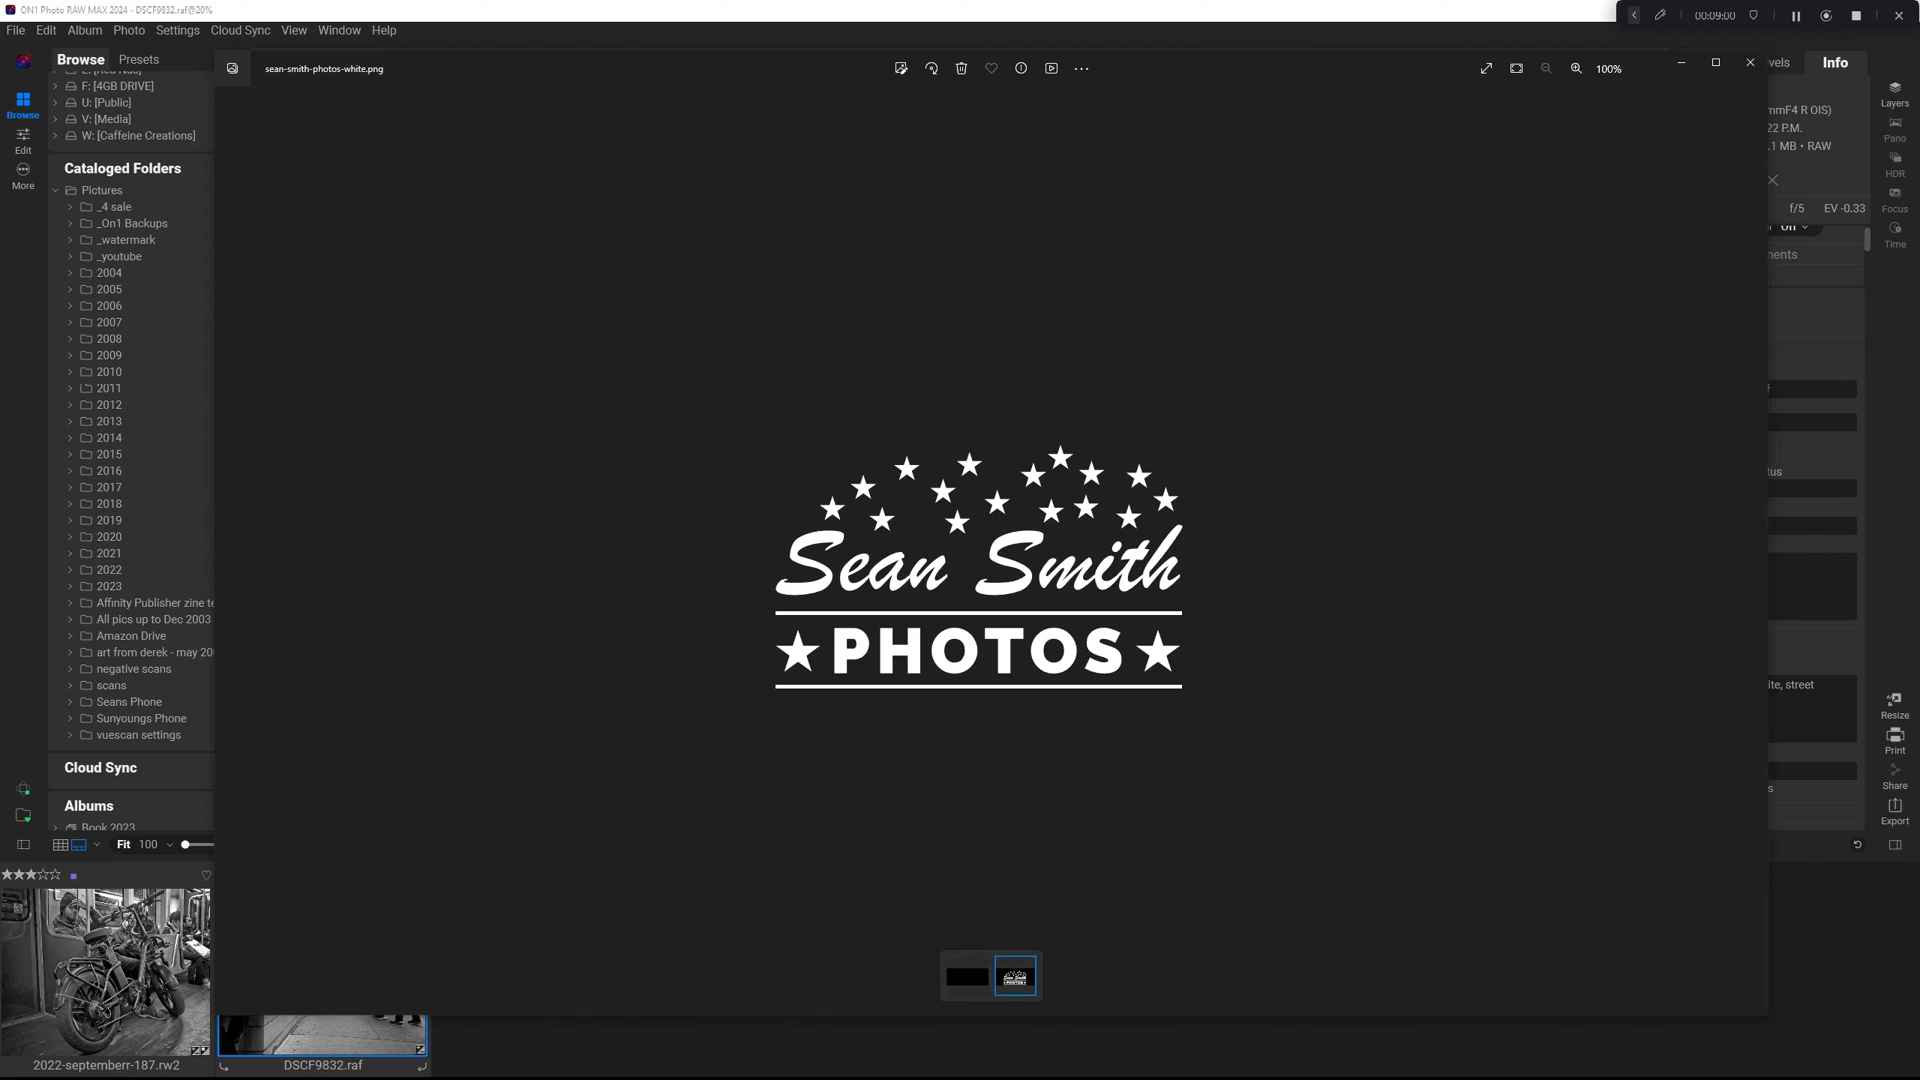 ON1 Photo RAW MAX 2024 - DSCF9832.raf@20%
00:09:00
File Edit Album Photo Settings Cloud Sync View Window Help
Browse Presets
sean-smith-photos-white.png
100%
Info
F: [4GB DRIVE]
U: [Public]
V: [Media]
W: [Caffeine Creations]
Browse
Edit
More
Cataloged Folders
Pictures
_4 sale
_On1 Backups
_watermark
_youtube
2004
2005
2006
2007
2008
2009
2010
2011
2012
2013
2014
2015
2016
2017
2018
2019
2020
2021
2022
2023
Affinity Publisher zine te
All pics up to Dec 2003
Amazon Drive
art from derek - may 20
negative scans
scans
Seans Phone
Sunyoungs Phone
vuescan settings
Cloud Sync
Albums
Book 2023
Fit 100
Sean Smith
PHOTOS
mmF4 R OIS)
22 P.M.
.1 MB • RAW
f/5 EV -0.33
On
Layers
Pano
HDR
Focus
Time
ite, street
Resize
Print
Share
Export
2022-septemberr-187.rw2
DSCF9832.raf